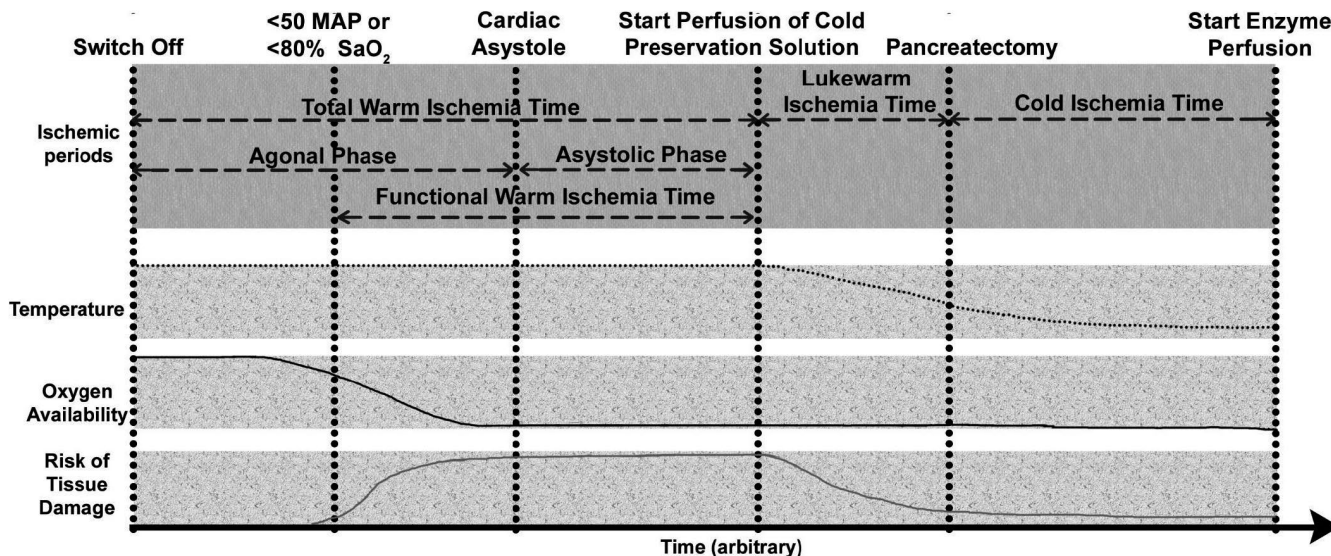 Switch Off
<50 MAP or
<80% SaO₂
Cardiac
Asystole
Start Perfusion of Cold
Preservation Solution
Pancreatectomy
Start Enzyme
Perfusion
Ischemic
periods
Total Warm Ischemia Time
Lukewarm
Ischemia Time
Cold Ischemia Time
Agonal Phase
Asystolic Phase
Functional Warm Ischemia Time
Temperature
Oxygen
Availability
Risk of
Tissue
Damage
Time (arbitrary)